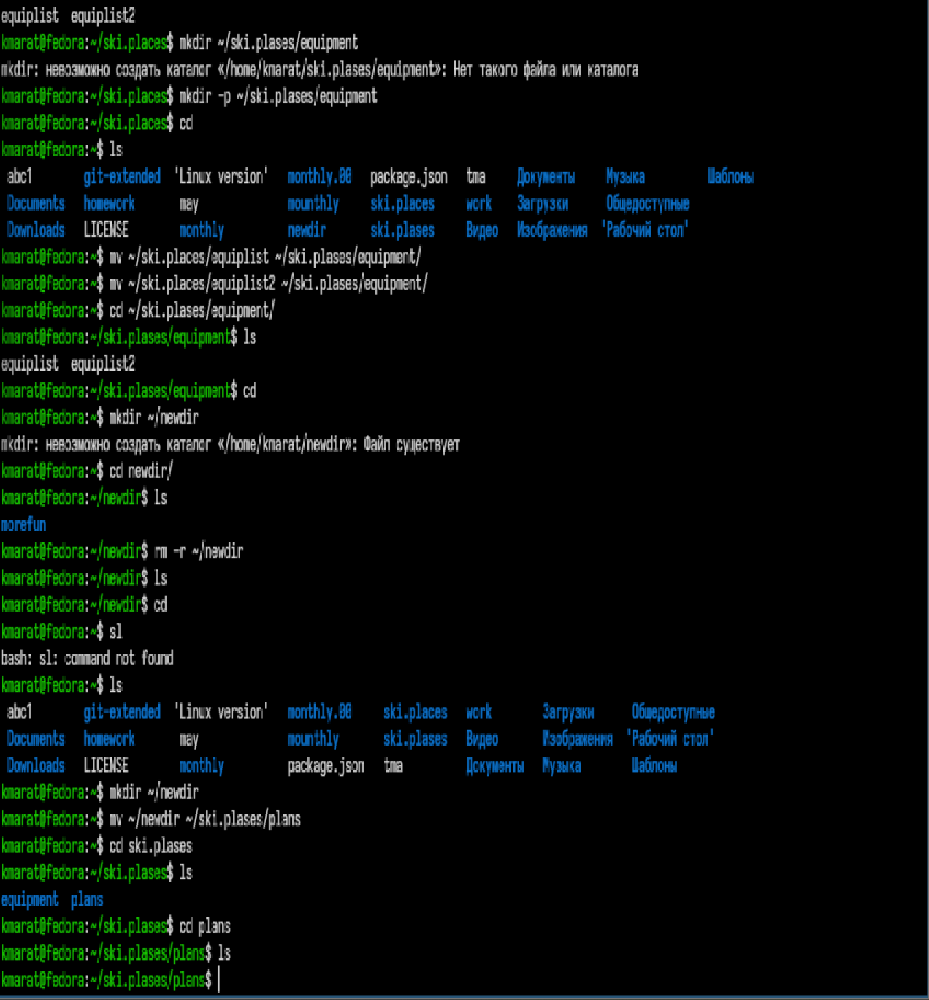 equiplist  equiplist2
kmarat@fedora:~/ski.places$ mkdir ~/ski.plases/equipment
mkdir: невозможно создать каталог «/home/kmarat/ski.plases/equipment»: Нет такого файла или каталога
kmarat@fedora:~/ski.places$ mkdir -p ~/ski.plases/equipment
kmarat@fedora:~/ski.places$ cd
kmarat@fedora:~$ ls
abc1 git-extended 'Linux version' monthly.00 package.json tma Документы Музыка Шаблоны
Documents homework may mounthly ski.places work Загрузки Общедоступные
Downloads LICENSE monthly newdir ski.plases Видео Изображения 'Рабочий стол'
kmarat@fedora:~$ mv ~/ski.places/equiplist ~/ski.plases/equipment/
kmarat@fedora:~$ mv ~/ski.places/equiplist2 ~/ski.plases/equipment/
kmarat@fedora:~$ cd ~/ski.plases/equipment/
kmarat@fedora:~/ski.plases/equipment$ ls
equiplist  equiplist2
kmarat@fedora:~/ski.plases/equipment$ cd
kmarat@fedora:~$ mkdir ~/newdir
mkdir: невозможно создать каталог «/home/kmarat/newdir»: Файл существует
kmarat@fedora:~$ cd newdir/
kmarat@fedora:~/newdir$ ls
morefun
kmarat@fedora:~/newdir$ rm -r ~/newdir
kmarat@fedora:~/newdir$ ls
kmarat@fedora:~/newdir$ cd
kmarat@fedora:~$ sl
bash: sl: command not found
kmarat@fedora:~$ ls
abc1 git-extended 'Linux version' monthly.00 ski.places work Загрузки Общедоступные
Documents homework may mounthly ski.plases Видео Изображения 'Рабочий стол'
Downloads LICENSE monthly package.json tma Документы Музыка Шаблоны
kmarat@fedora:~$ mkdir ~/newdir
kmarat@fedora:~$ mv ~/newdir ~/ski.plases/plans
kmarat@fedora:~$ cd ski.plases
kmarat@fedora:~/ski.plases$ ls
equipment  plans
kmarat@fedora:~/ski.plases$ cd plans
kmarat@fedora:~/ski.plases/plans$ ls
kmarat@fedora:~/ski.plases/plans$